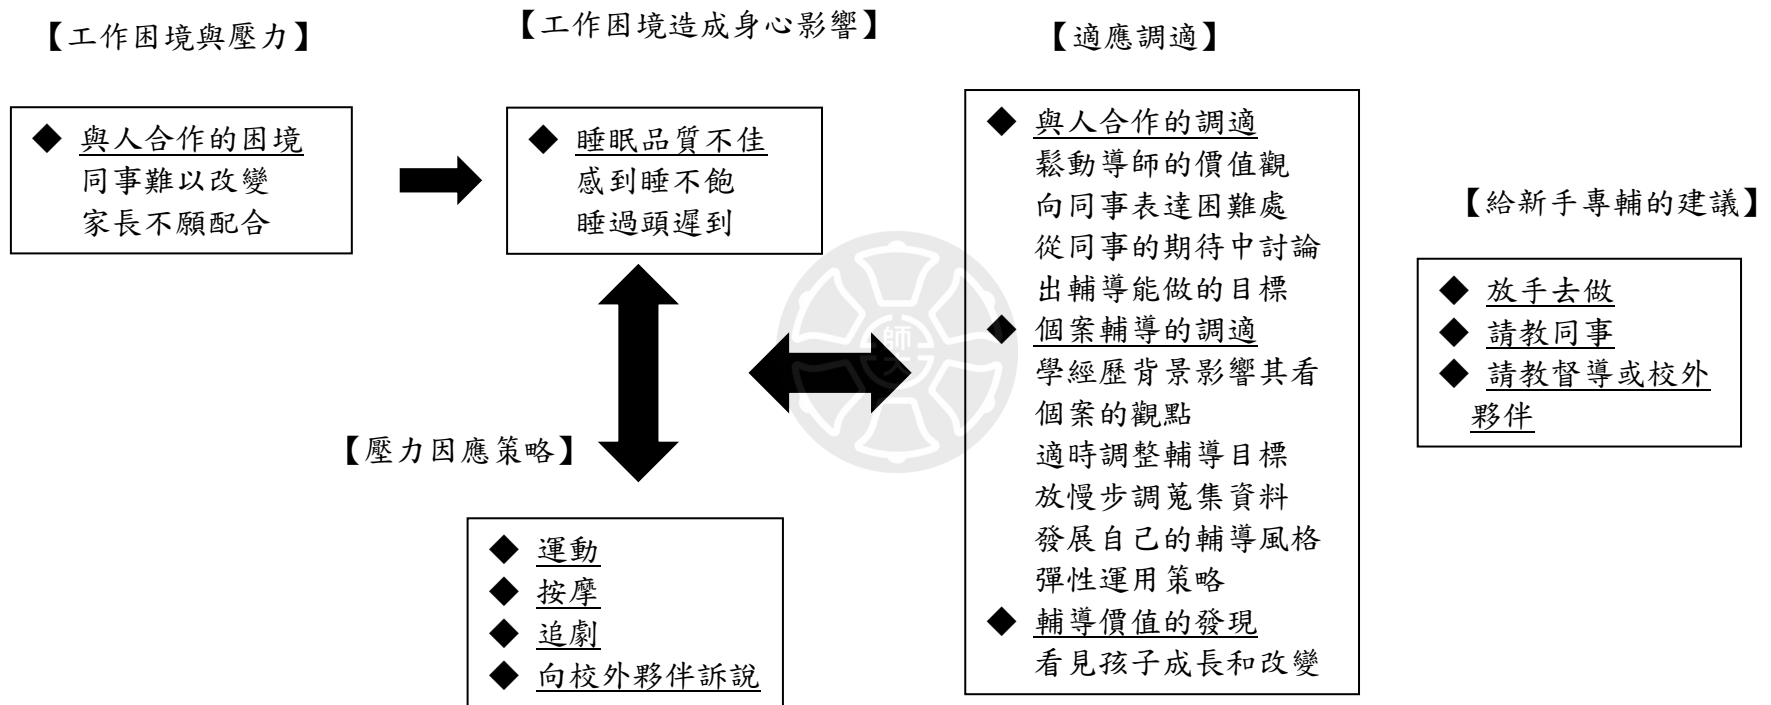 【工作困境與壓力】
◆ 與人合作的困境
同事難以改變
家長不願配合
【工作困境造成身心影響】
◆ 睡眠品質不佳
感到睡不飽
睡過頭遲到
【壓力因應策略】
◆ 運動
◆ 按摩
◆ 追劇
◆ 向校外夥伴訴說
【適應調適】
◆ 與人合作的調適
鬆動導師的價值觀
向同事表達困難處
從同事的期待中討論
出輔導能做的目標
◆ 個案輔導的調適
學經歷背景影響其看
個案的觀點
適時調整輔導目標
放慢步調蒐集資料
發展自己的輔導風格
彈性運用策略
◆ 輔導價值的發現
看見孩子成長和改變
【給新手專輔的建議】
◆ 放手去做
◆ 請教同事
◆ 請教督導或校外
夥伴
師大